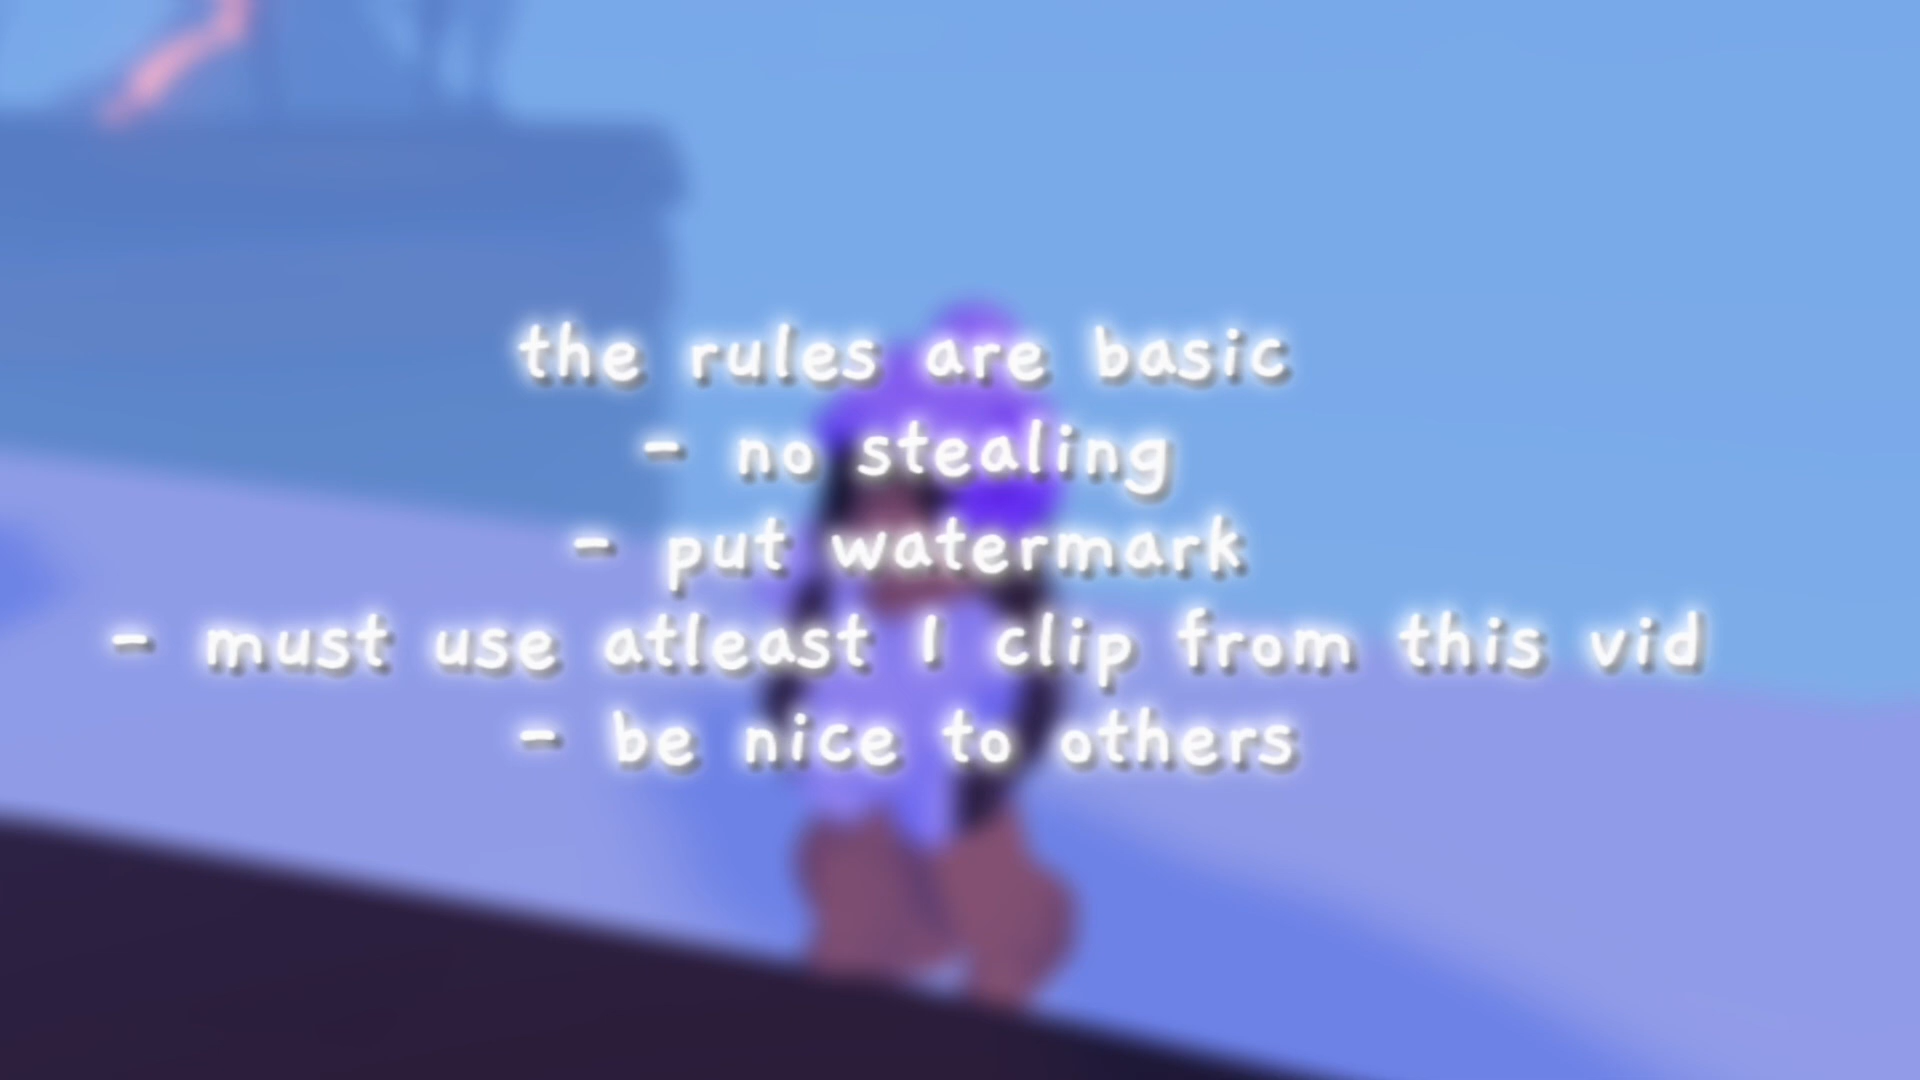 the rules are basic
- no stealing
- put watermark
- must use atleast 1 clip from this vid
- be nice to others